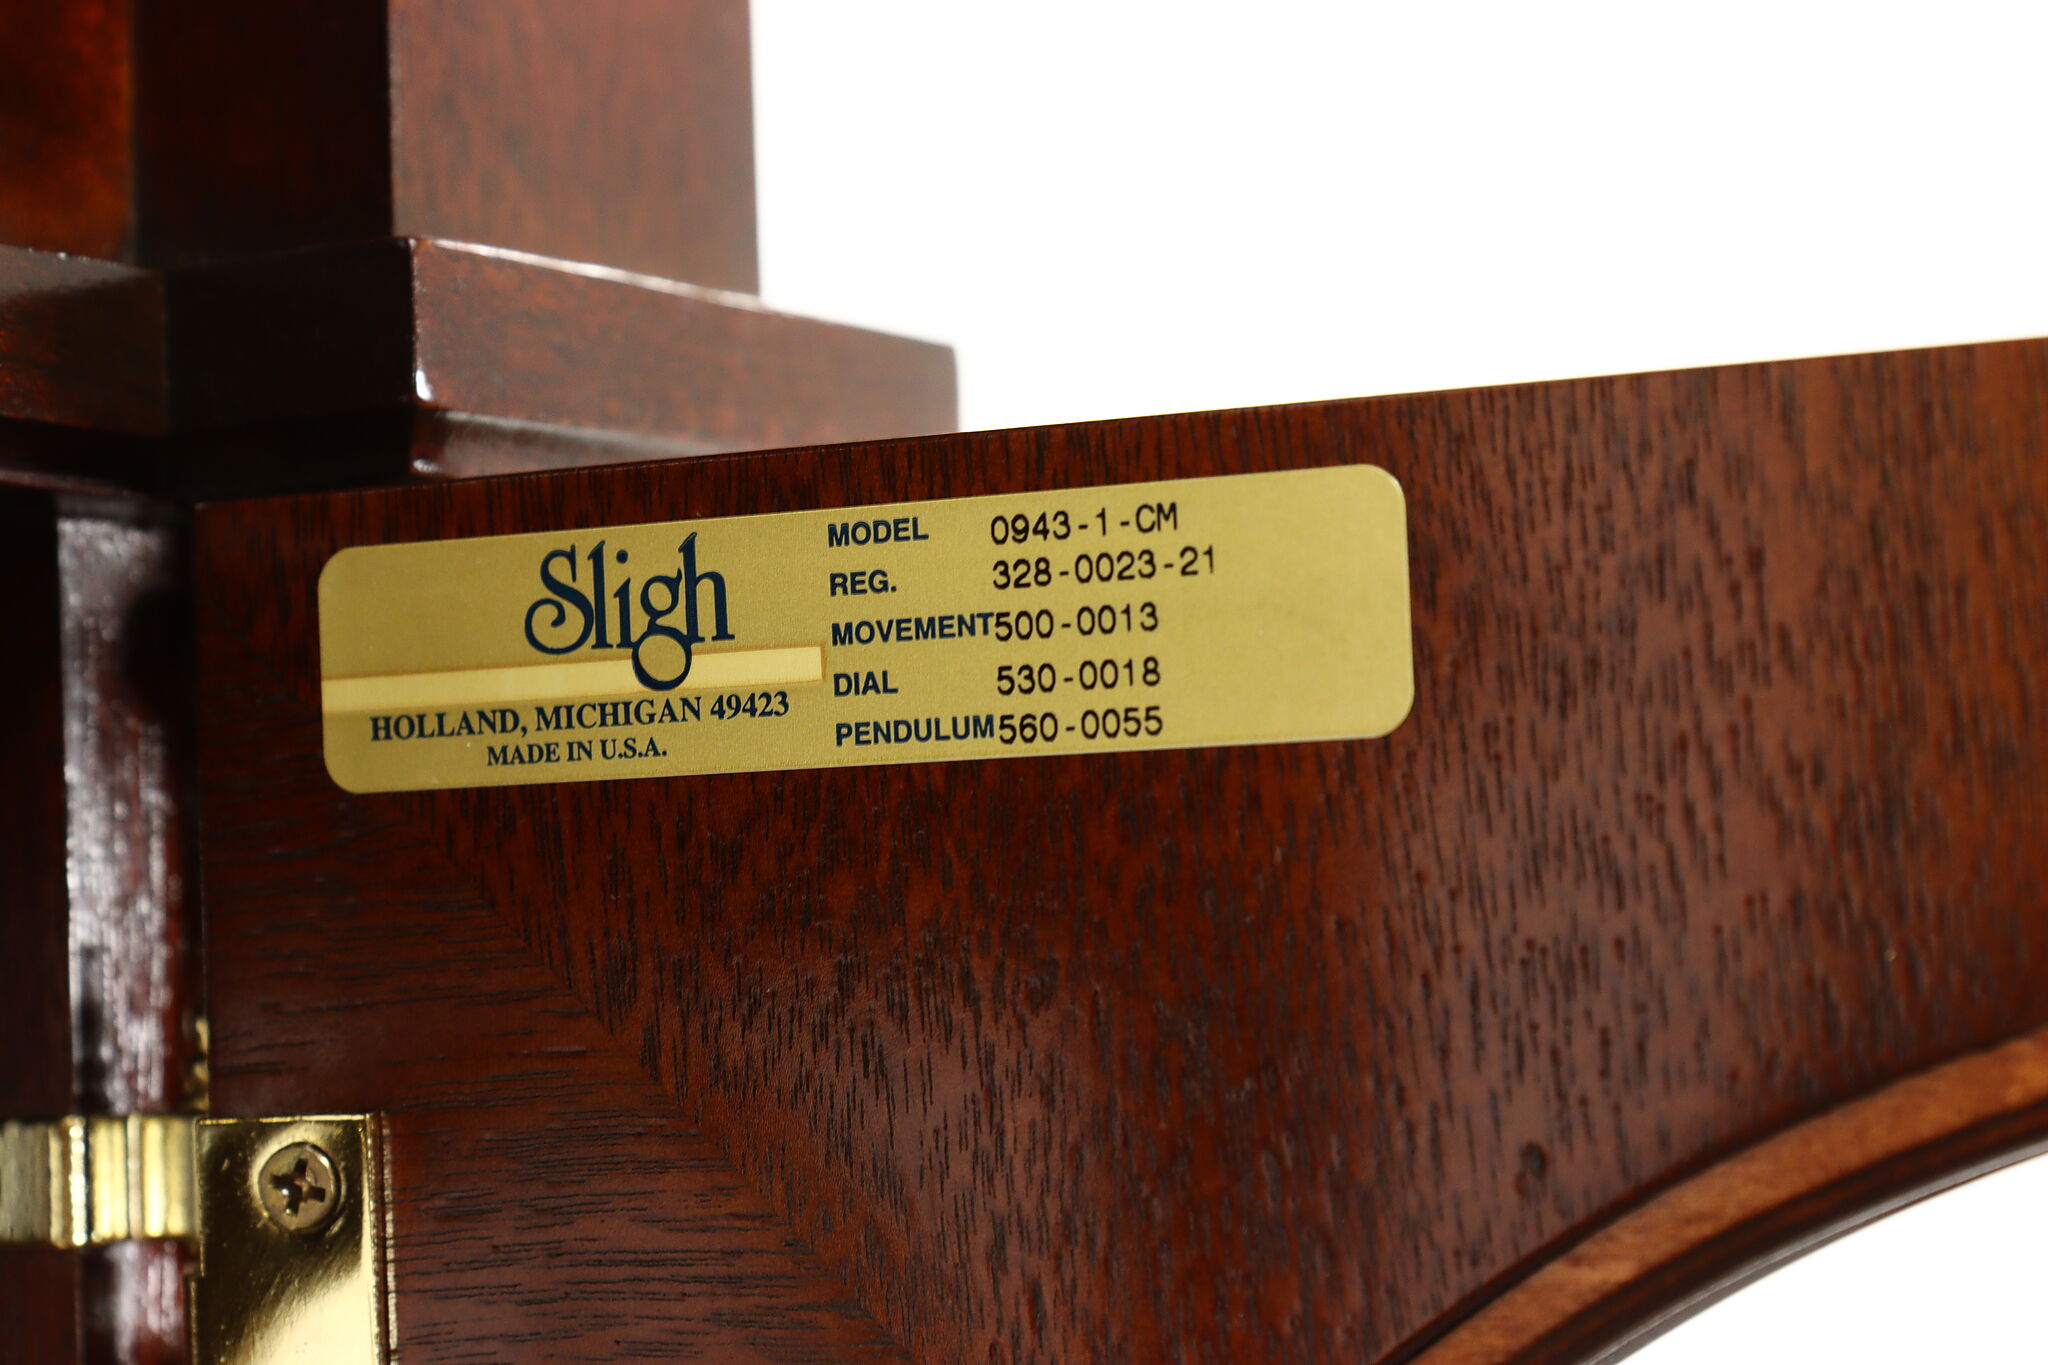 Sligh
HOLLAND, MICHIGAN 49423
MADE IN U.S.A.
MODEL 0943-1-CM
REG. 328-0023-21
MOVEMENT 500-0013
DIAL 530-0018
PENDULUM 560-0055